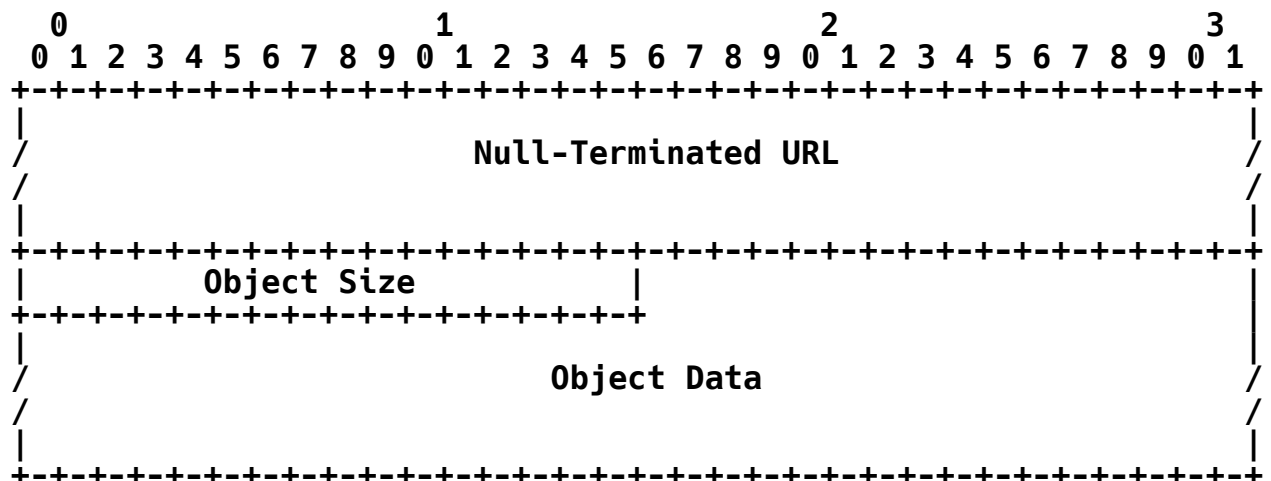 0                   1                   2                   3
 0 1 2 3 4 5 6 7 8 9 0 1 2 3 4 5 6 7 8 9 0 1 2 3 4 5 6 7 8 9 0 1
+-+-+-+-+-+-+-+-+-+-+-+-+-+-+-+-+-+-+-+-+-+-+-+-+-+-+-+-+-+-+-+-+
|                                                               |
/                       Null-Terminated URL                     /
/                                                               /
|                                                               |
+-+-+-+-+-+-+-+-+-+-+-+-+-+-+-+-+-+-+-+-+-+-+-+-+-+-+-+-+-+-+-+-+
|         Object Size           |                               |
+-+-+-+-+-+-+-+-+-+-+-+-+-+-+-+-+                               |
|                                                               |
/                           Object Data                         /
/                                                               /
|                                                               |
+-+-+-+-+-+-+-+-+-+-+-+-+-+-+-+-+-+-+-+-+-+-+-+-+-+-+-+-+-+-+-+-+